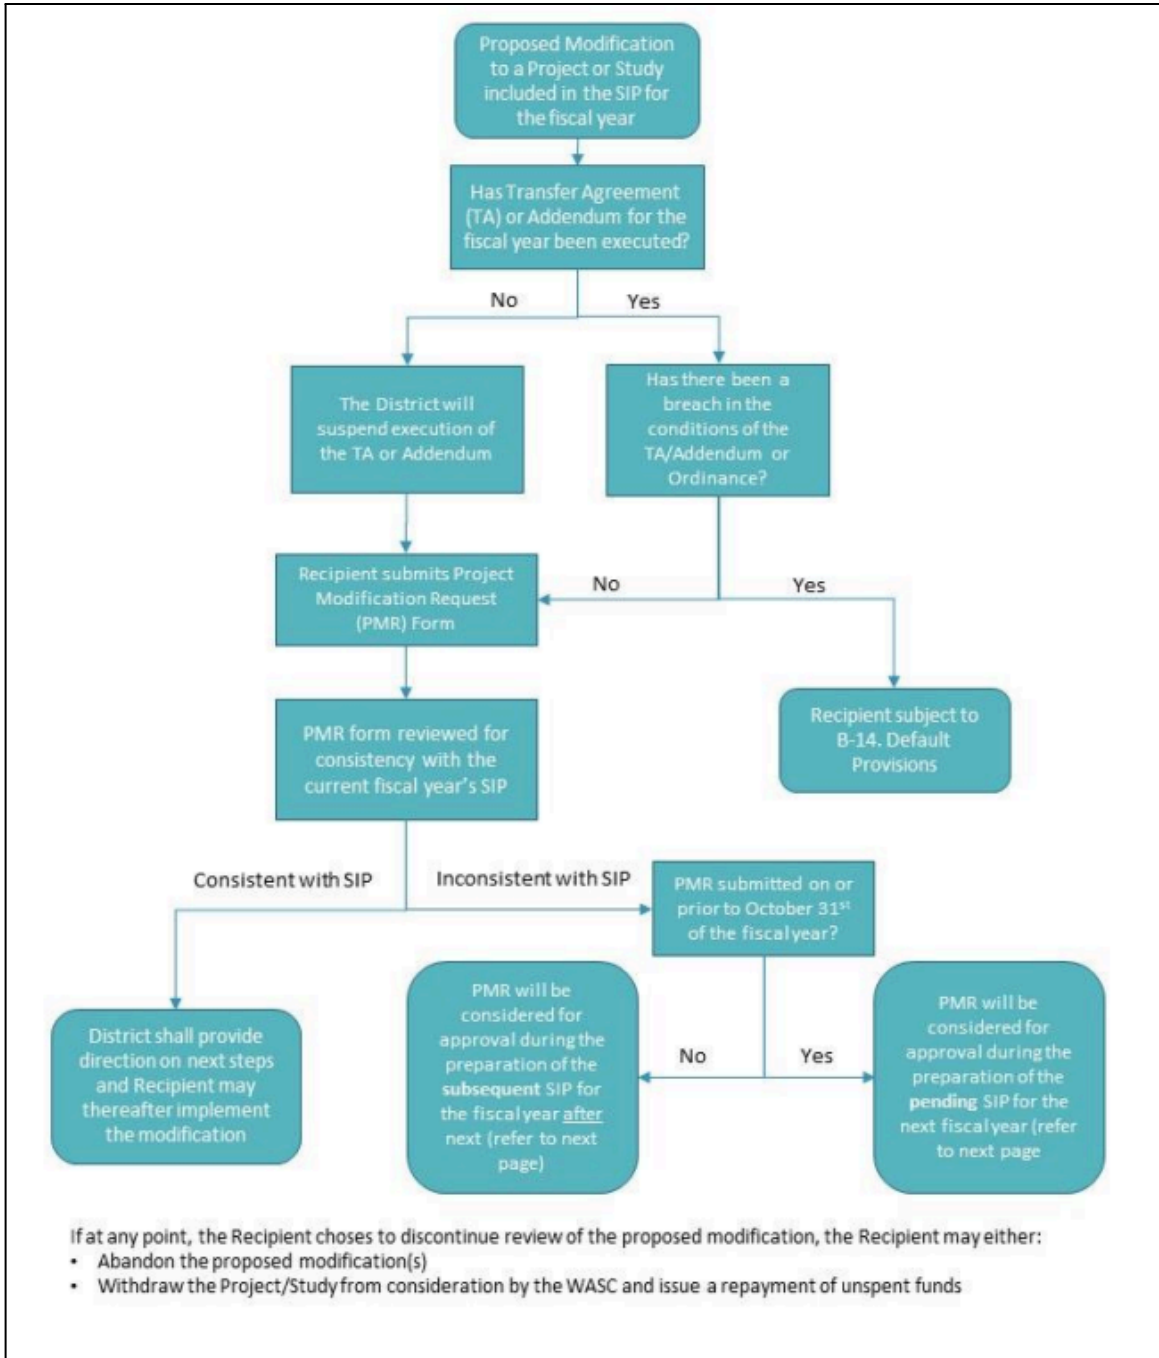 Proposed Modification
to a Project or Study
included in the SIP for
the fiscal year
Has Transfer Agreement
(TA) or Addendum for the
fiscal year been executed?
No
Yes
The District will
suspend execution of
the TA or Addendum
Has there been a
breach in the
conditions of the
TA/Addendum or
Ordinance?
Recipient submits Project
Modification Request
(PMR) Form
No
Yes
Recipient subject to
B-14. Default
Provisions
PMR form reviewed for
consistency with the
current fiscal year's SIP
Consistent with SIP
Inconsistent with SIP
PMR submitted on or
prior to October 31st
of the fiscal year?
District shall provide
direction on next steps
and Recipient may
thereafter implement
the modification
PMR will be
considered for
approval during the
preparation of the
subsequent SIP for
the fiscal year after
next (refer to next
page)
No
Yes
PMR will be
considered for
approval during the
preparation of the
pending SIP for the
next fiscal year (refer
to next page
If at any point, the Recipient choses to discontinue review of the proposed modification, the Recipient may either:
• Abandon the proposed modification(s)
• Withdraw the Project/Study from consideration by the WASC and issue a repayment of unspent funds